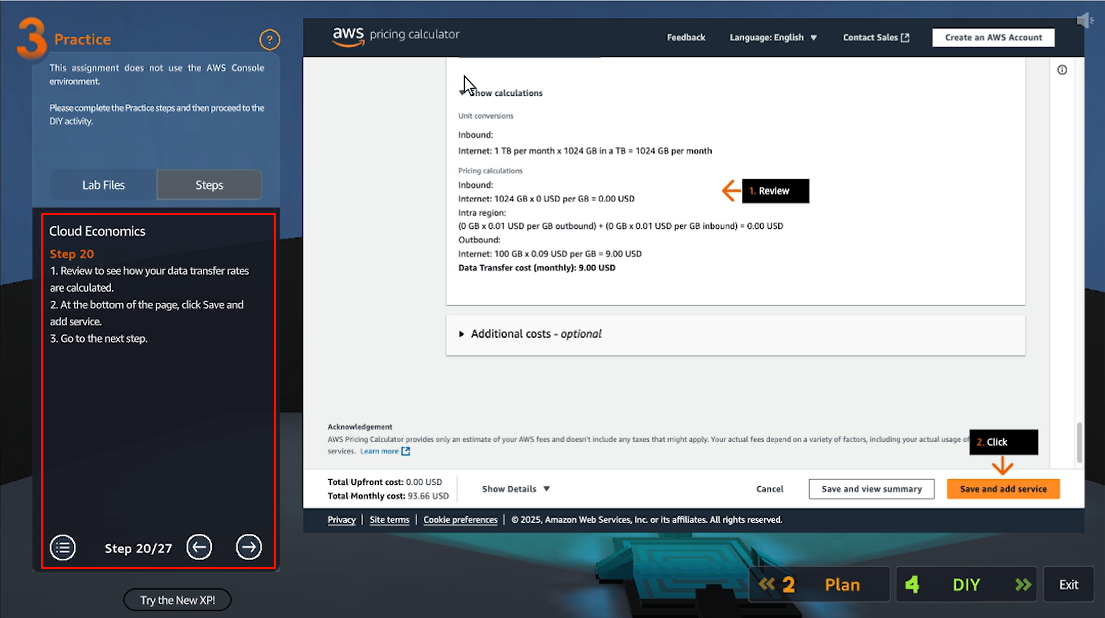 3 Practice
?
This assignment does not use the AWS Console
environment.
Please complete the Practice steps and then proceed to the
DIY activity.
Lab Files
Steps
Cloud Economics
Step 20
1. Review to see how your data transfer rates
are calculated.
2. At the bottom of the page, click Save and
add service.
3. Go to the next step.
Step 20/27
Try the New XP!
aws pricing calculator
Feedback
Language: English
Contact Sales
Create an AWS Account
how calculations
Unit conversions
Inbound:
Internet: 1 TB per month x 1024 GB in a TB = 1024 GB per month
Pricing calculations
Inbound:
Internet: 1024 GB x 0 USD per GB = 0.00 USD
Intra region:
(0 GB x 0.01 USD per GB outbound) + (0 GB x 0.01 USD per GB inbound) = 0.00 USD
Outbound:
Internet: 100 GB x 0.09 USD per GB = 9.00 USD
Data Transfer cost (monthly): 9.00 USD
1. Review
Additional costs - optional
Acknowledgement
AWS Pricing Calculator provides only an estimate of your AWS fees and doesn't include any taxes that might apply. Your actual fees depend on a variety of factors, including your actual usage of
services. Learn more
2. Click
Total Upfront cost: 0.00 USD
Total Monthly cost: 93.66 USD
Show Details
Cancel
Save and view summary
Save and add service
Privacy | Site terms | Cookie preferences | © 2025, Amazon Web Services, Inc. or its affiliates. All rights reserved.
2 Plan
4 DIY
Exit